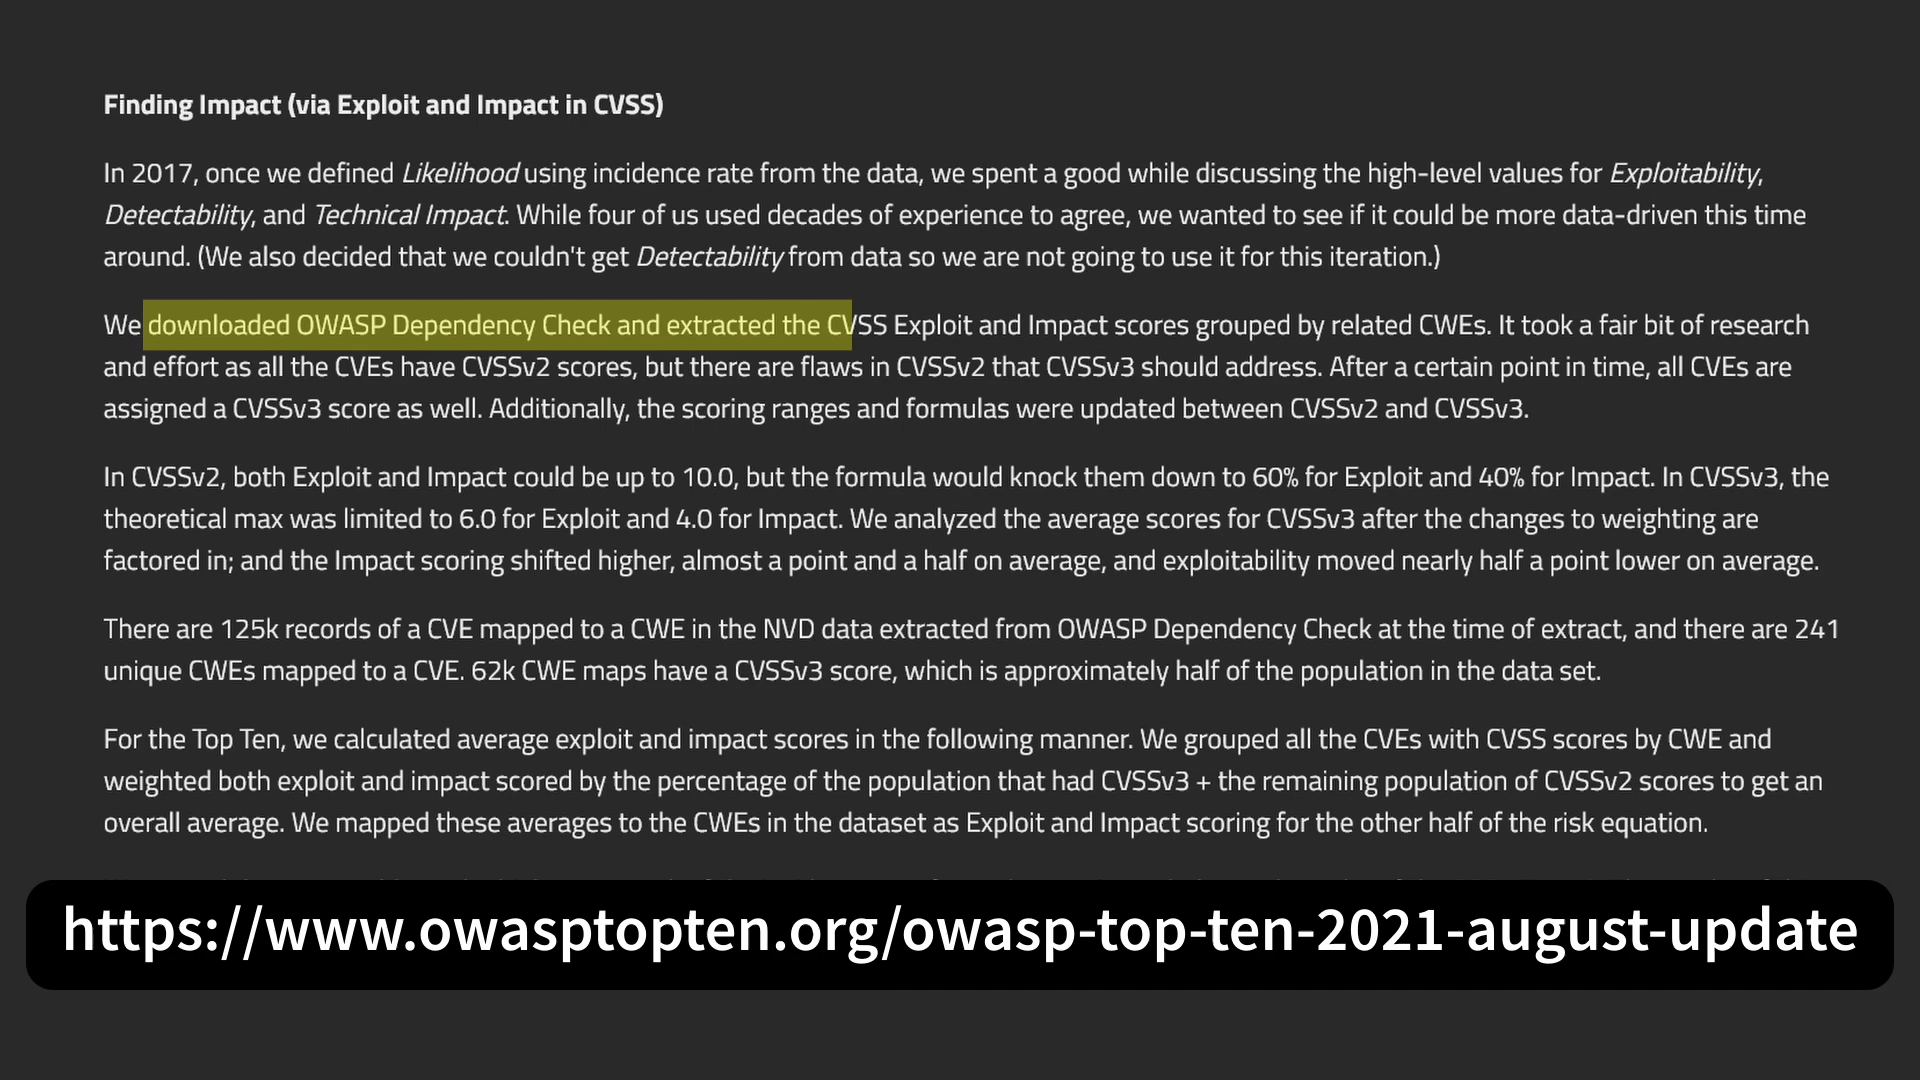 Finding Impact (via Exploit and Impact in CVSS)
In 2017, once we defined Likelihood using incidence rate from the data, we spent a good while discussing the high-level values for Exploitability,
Detectability, and Technical Impact. While four of us used decades of experience to agree, we wanted to see if it could be more data-driven this time
around. (We also decided that we couldn't get Detectability from data so we are not going to use it for this iteration.)
We downloaded OWASP Dependency Check and extracted the CVSS Exploit and Impact scores grouped by related CWEs. It took a fair bit of research
and effort as all the CVEs have CVSSv2 scores, but there are flaws in CVSSv2 that CVSSv3 should address. After a certain point in time, all CVEs are
assigned a CVSSv3 score as well. Additionally, the scoring ranges and formulas were updated between CVSSv2 and CVSSv3.
In CVSSv2, both Exploit and Impact could be up to 10.0, but the formula would knock them down to 60% for Exploit and 40% for Impact. In CVSSv3, the
theoretical max was limited to 6.0 for Exploit and 4.0 for Impact. We analyzed the average scores for CVSSv3 after the changes to weighting are
factored in; and the Impact scoring shifted higher, almost a point and a half on average, and exploitability moved nearly half a point lower on average.
There are 125k records of a CVE mapped to a CWE in the NVD data extracted from OWASP Dependency Check at the time of extract, and there are 241
unique CWEs mapped to a CVE. 62k CWE maps have a CVSSv3 score, which is approximately half of the population in the data set.
For the Top Ten, we calculated average exploit and impact scores in the following manner. We grouped all the CVEs with CVSS scores by CWE and
weighted both exploit and impact scored by the percentage of the population that had CVSSv3 + the remaining population of CVSSv2 scores to get an
overall average. We mapped these averages to the CWEs in the dataset as Exploit and Impact scoring for the other half of the risk equation.
https://www.owasptopten.org/owasp-top-ten-2021-august-update